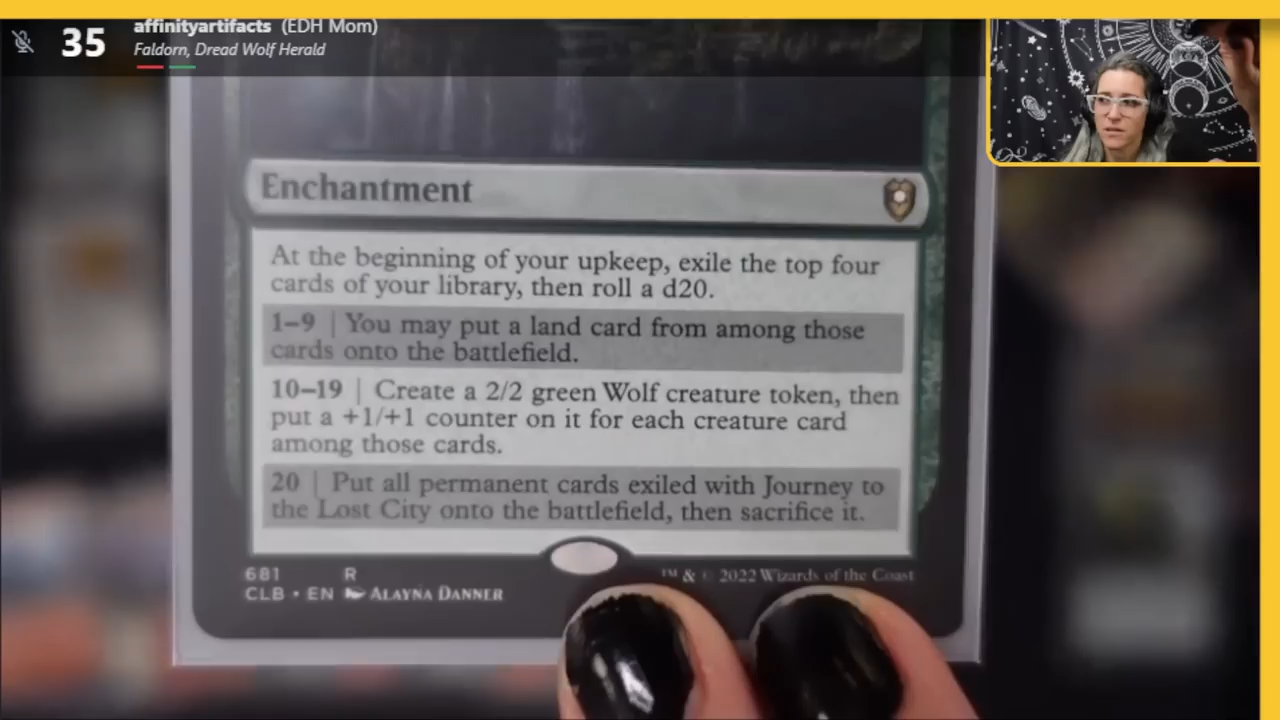 35
affinityartifacts (EDH Mom)
Faldorn, Dread Wolf Herald
Enchantment
At the beginning of your upkeep, exile the top four
cards of your library, then roll a d20.
1–9 | You may put a land card from among those
cards onto the battlefield.
10–19 | Create a 2/2 green Wolf creature token, then
put a +1/+1 counter on it for each creature card
among those cards.
20 | Put all permanent cards exiled with Journey to
the Lost City onto the battlefield, then sacrifice it.
681 R
CLB • EN ALAYNA DANNER
™ & © 2022 Wizards of the Coast